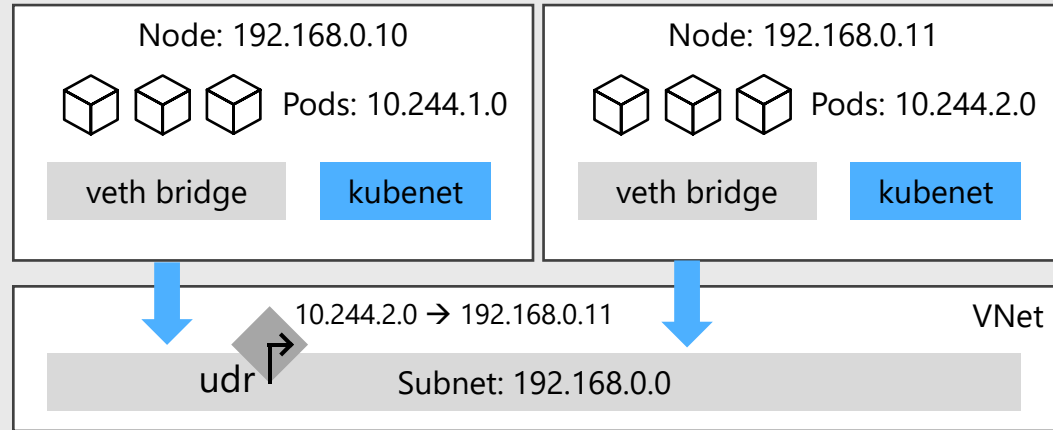 Node: 192.168.0.10
Pods: 10.244.1.0
veth bridge
kubenet
Node: 192.168.0.11
Pods: 10.244.2.0
veth bridge
kubenet
10.244.2.0 → 192.168.0.11
VNet
udr
Subnet: 192.168.0.0